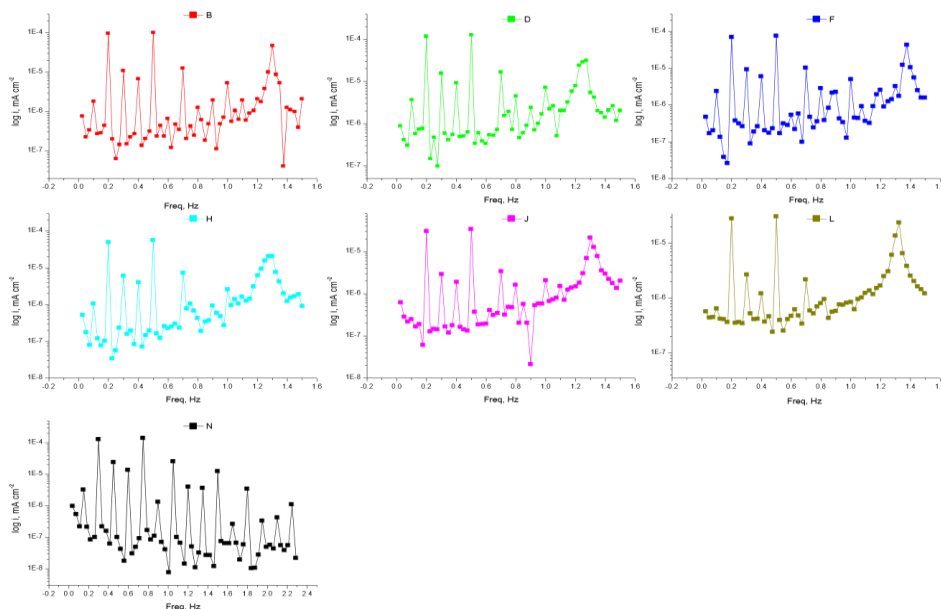 B
log i, mA cm-2
1E-4
1E-5
1E-6
1E-7
-0.2 0.0 0.2 0.4 0.6 0.8 1.0 1.2 1.4 1.6
Freq, Hz
D
log i, mA cm-2
1E-4
1E-5
1E-6
1E-7
-0.2 0.0 0.2 0.4 0.6 0.8 1.0 1.2 1.4 1.6
Freq, Hz
F
log i, mA cm-2
1E-4
1E-5
1E-6
1E-7
1E-8
-0.2 0.0 0.2 0.4 0.6 0.8 1.0 1.2 1.4 1.6
Freq, Hz
H
log i, mA cm-2
1E-4
1E-5
1E-6
1E-7
1E-8
-0.2 0.0 0.2 0.4 0.6 0.8 1.0 1.2 1.4 1.6
Freq, Hz
J
log i, mA cm-2
1E-4
1E-5
1E-6
1E-7
1E-8
-0.2 0.0 0.2 0.4 0.6 0.8 1.0 1.2 1.4 1.6
Freq, Hz
L
log i, mA cm-2
1E-5
1E-6
1E-7
-0.2 0.0 0.2 0.4 0.6 0.8 1.0 1.2 1.4 1.6
Freq, Hz
N
log i, mA cm-2
1E-4
1E-5
1E-6
1E-7
1E-8
-0.2 0.0 0.2 0.4 0.6 0.8 1.0 1.2 1.4 1.6 1.8 2.0 2.2 2.4
Freq, Hz